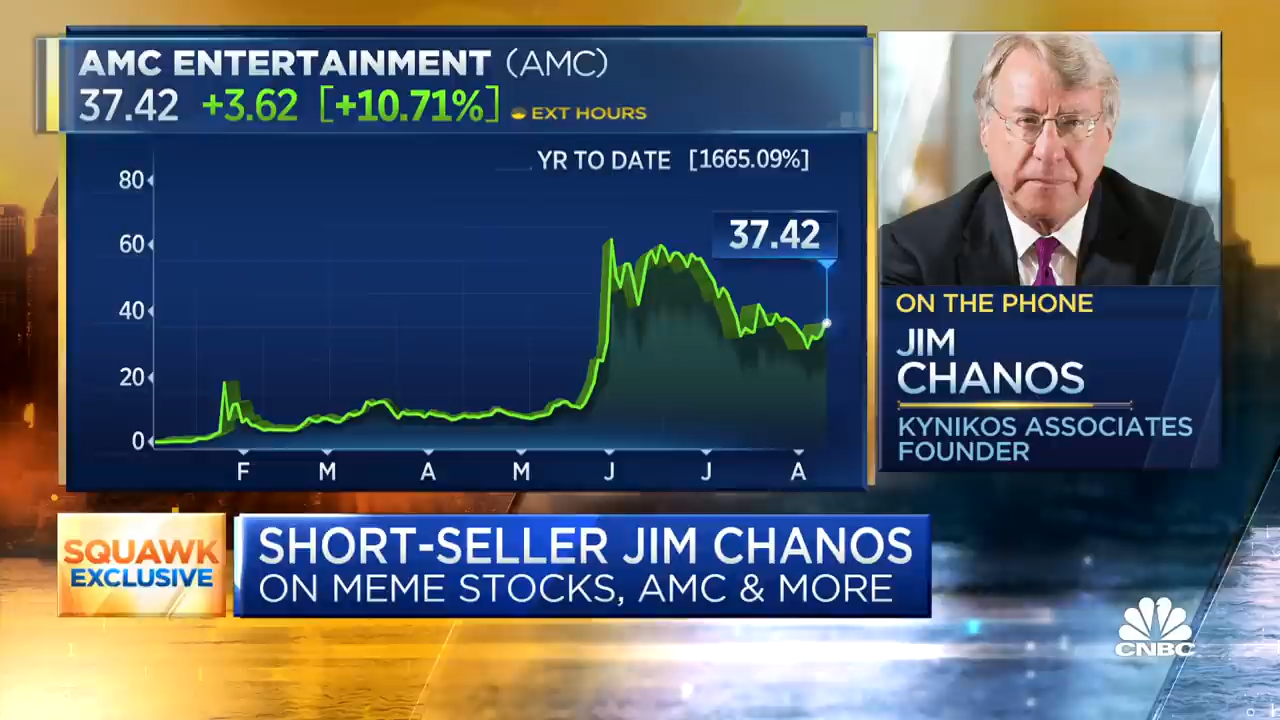 AMC ENTERTAINMENT (AMC)
37.42 +3.62 [+10.71%] EXT HOURS
YR TO DATE [1665.09%]
80
60
40
20
0
37.42
F M A M J J A
ON THE PHONE
JIM
CHANOS
KYNIKOS ASSOCIATES
FOUNDER
SQUAWK
EXCLUSIVE
SHORT-SELLER JIM CHANOS
ON MEME STOCKS, AMC & MORE
CNBC